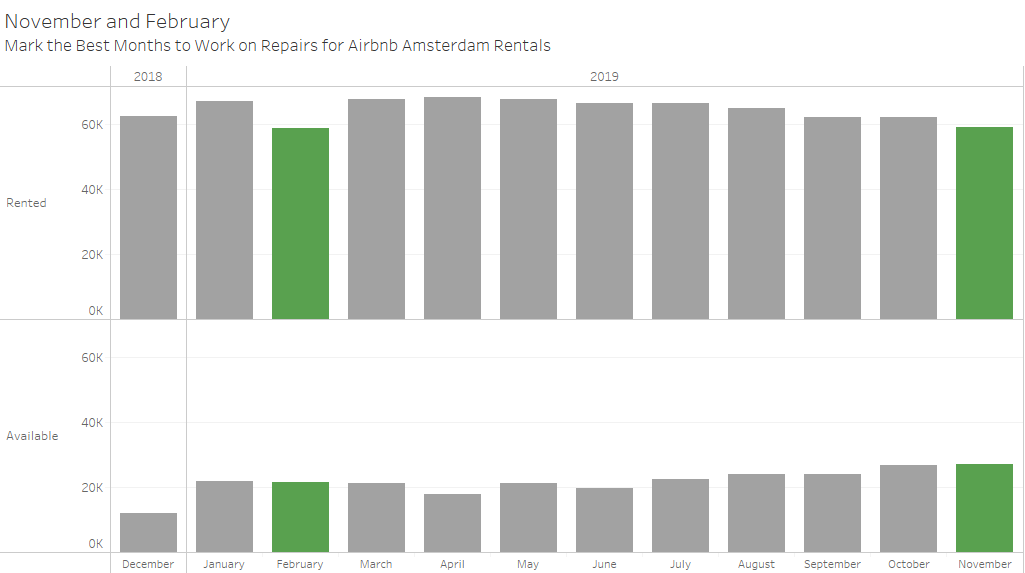 November and February
Mark the Best Months to Work on Repairs for Airbnb Amsterdam Rentals
2018 2019
60K
40K
Rented
20K
0K
60K
40K
Available
20K
0K
December January February March April May June July August September October November